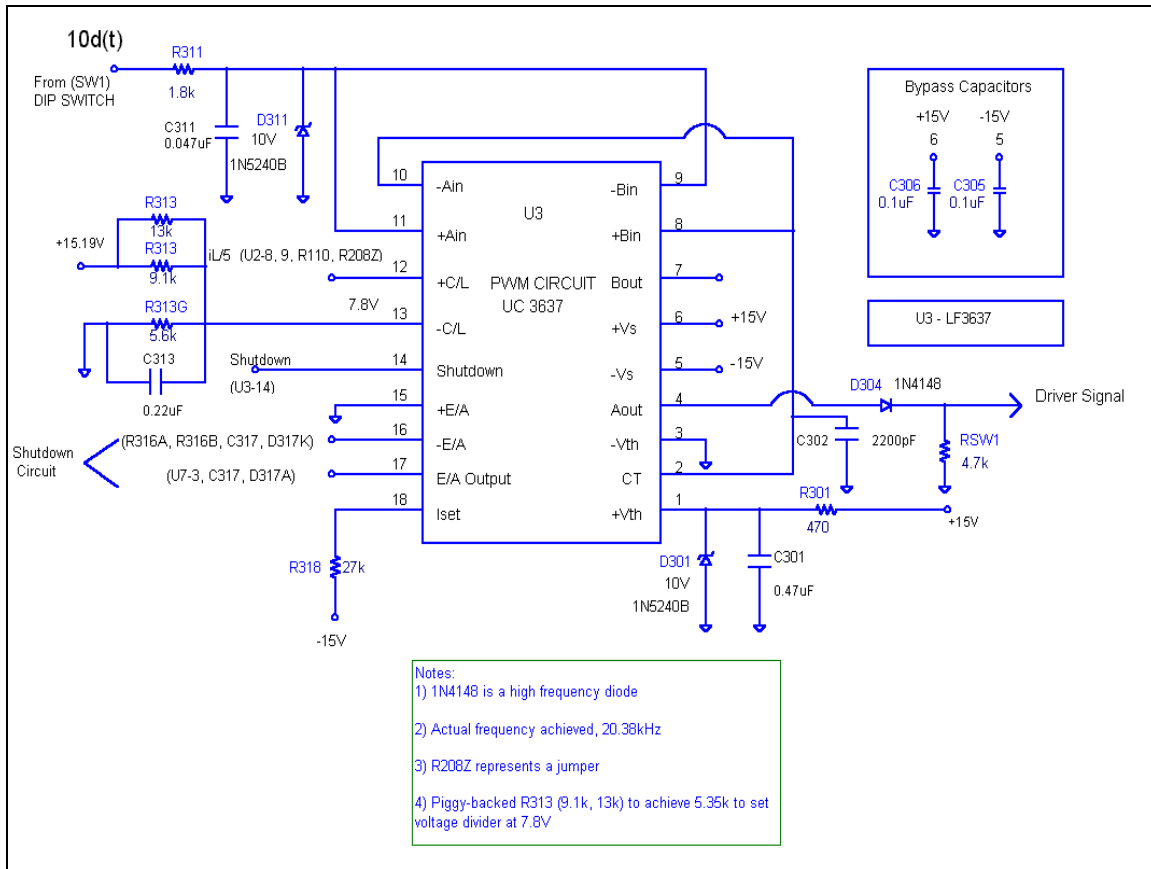 10d(t)
From (SW1)
DIP SWITCH
R311
1.8k
C311
0.047uF
D311
10V
1N5240B
Bypass Capacitors
+15V
6
-15V
5
C306
0.1uF
C305
0.1uF
U3 - LF3637
R313
13k
+15.19V
R313
9.1k
iL/5 (U2-8, 9, R110, R208Z)
7.8V
R313G
5.6k
C313
0.22uF
Shutdown
(U3-14)
Shutdown
Circuit
(R316A, R316B, C317, D317K)
(U7-3, C317, D317A)
R318
27k
-15V
10
11
12
13
14
15
16
17
18
-Ain
+Ain
+C/L
-C/L
Shutdown
+E/A
-E/A
E/A Output
Iset
U3
PWM CIRCUIT
UC 3637
-Bin
+Bin
Bout
+Vs
-Vs
Aout
-Vth
CT
+Vth
9
8
7
6
5
4
3
2
1
+15V
-15V
D304
1N4148
Driver Signal
C302
2200pF
RSW1
4.7k
R301
470
+15V
D301
10V
1N5240B
C301
0.47uF
Notes:
1) 1N4148 is a high frequency diode
2) Actual frequency achieved, 20.38kHz
3) R208Z represents a jumper
4) Piggy-backed R313 (9.1k, 13k) to achieve 5.35k to set
voltage divider at 7.8V